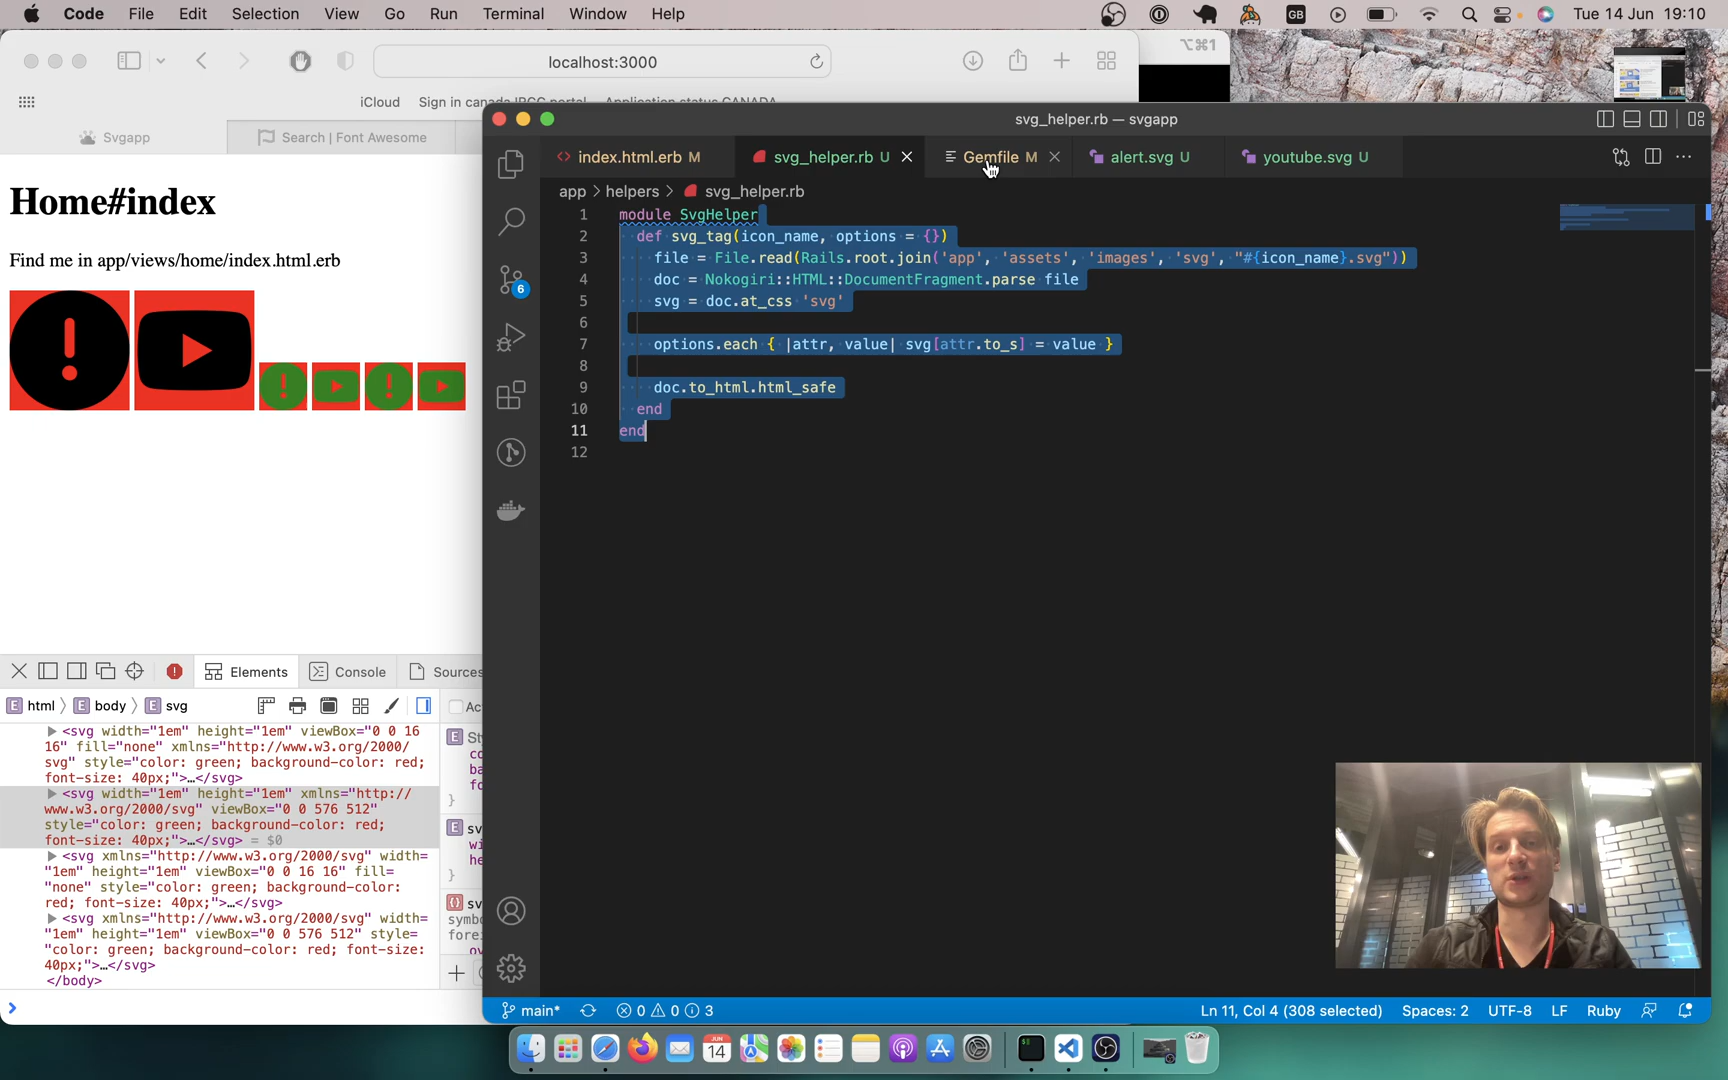 Code File Edit Selection View Go Run Terminal Window Help GB Tue 14 Jun 19:10
localhost:3000
⌥⌘1
iCloud
svg_helper.rb — svgapp
Svgapp Search | Font Awesome
index.html.erb M svg_helper.rb U Gemfile M alert.svg U youtube.svg U
app > helpers > svg_helper.rb
1 module SvgHelper
2 def svg_tag(icon_name, options = {})
3 file = File.read(Rails.root.join('app', 'assets', 'images', 'svg', "#{icon_name}.svg"))
4 doc = Nokogiri::HTML::DocumentFragment.parse file
5 svg = doc.at_css 'svg'
6
7 options.each { |attr, value| svg[attr.to_s] = value }
8
9 doc.to_html.html_safe
10 end
11 end
12
6
Home#index
Find me in app/views/home/index.html.erb
Elements Console Sources
E html E body E svg
<svg width="1em" height="1em" viewBox="0 0 16
16" fill="none" xmlns="http://www.w3.org/2000/
svg" style="color: green; background-color: red;
font-size: 40px;">…</svg>
<svg width="1em" height="1em" xmlns="http://
www.w3.org/2000/svg" viewBox="0 0 576 512"
style="color: green; background-color: red;
font-size: 40px;">…</svg> = $0
<svg xmlns="http://www.w3.org/2000/svg" width=
"1em" height="1em" viewBox="0 0 16 16" fill=
"none" style="color: green; background-color:
red; font-size: 40px;">…</svg>
<svg xmlns="http://www.w3.org/2000/svg" width=
"1em" height="1em" viewBox="0 0 576 512" style=
"color: green; background-color: red; font-size:
40px;">…</svg>
</body>
main* 0 0 3 Ln 11, Col 4 (308 selected) Spaces: 2 UTF-8 LF Ruby
JUN
14